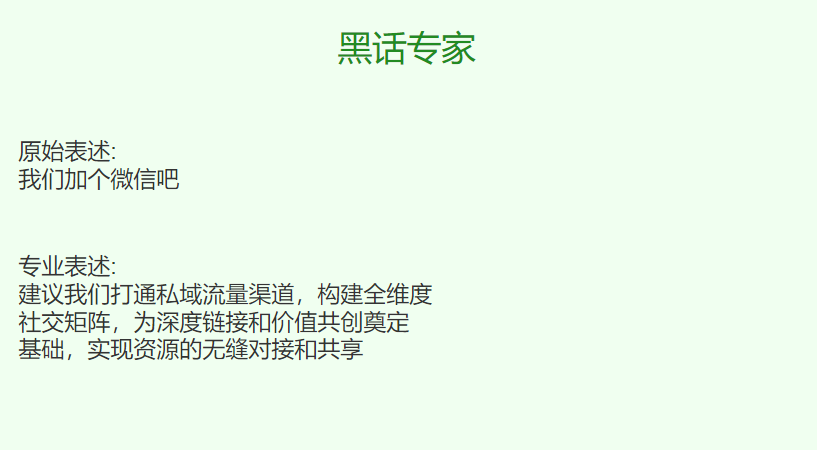 黑话专家
原始表述:
我们加个微信吧
专业表述:
建议我们打通私域流量渠道，构建全维度
社交矩阵，为深度链接和价值共创奠定
基础，实现资源的无缝对接和共享